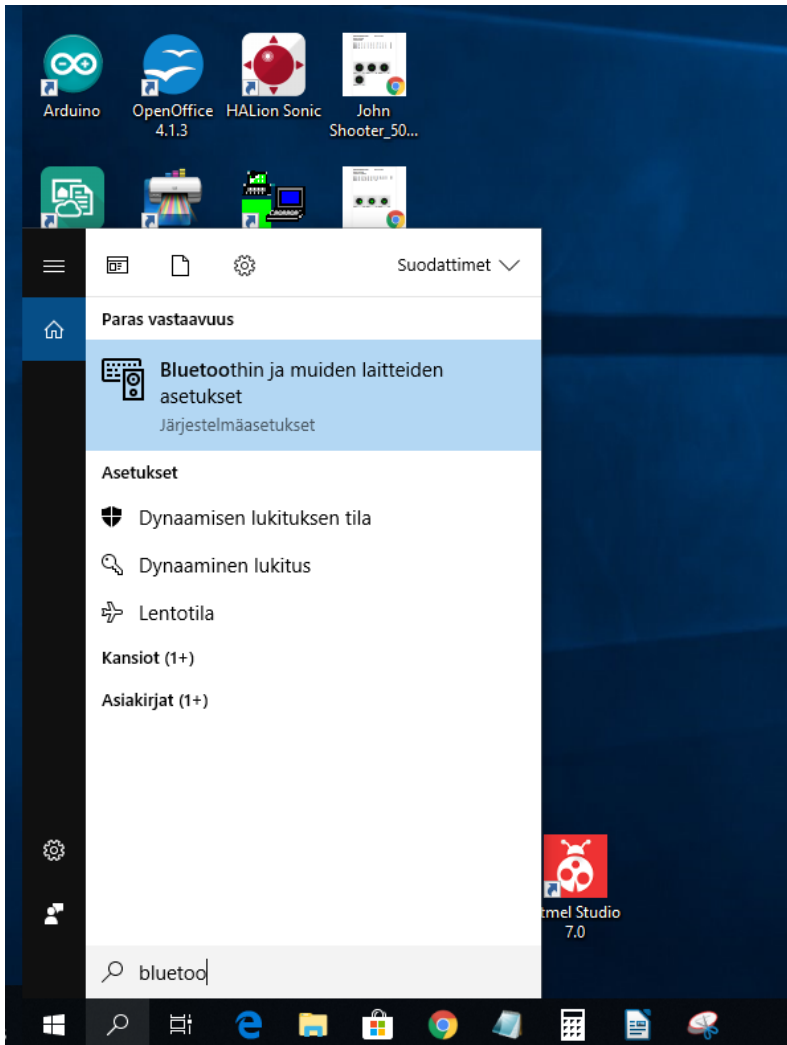 Arduino
OpenOffice
4.1.3
HALion Sonic
John
Shooter_50...
Suodattimet
Paras vastaavuus
Bluetoothin ja muiden laitteiden
asetukset
Järjestelmäasetukset
Asetukset
Dynaamisen lukituksen tila
Dynaaminen lukitus
Lentotila
Kansiot (1+)
Asiakirjat (1+)
tmel Studio
7.0
bluetoo